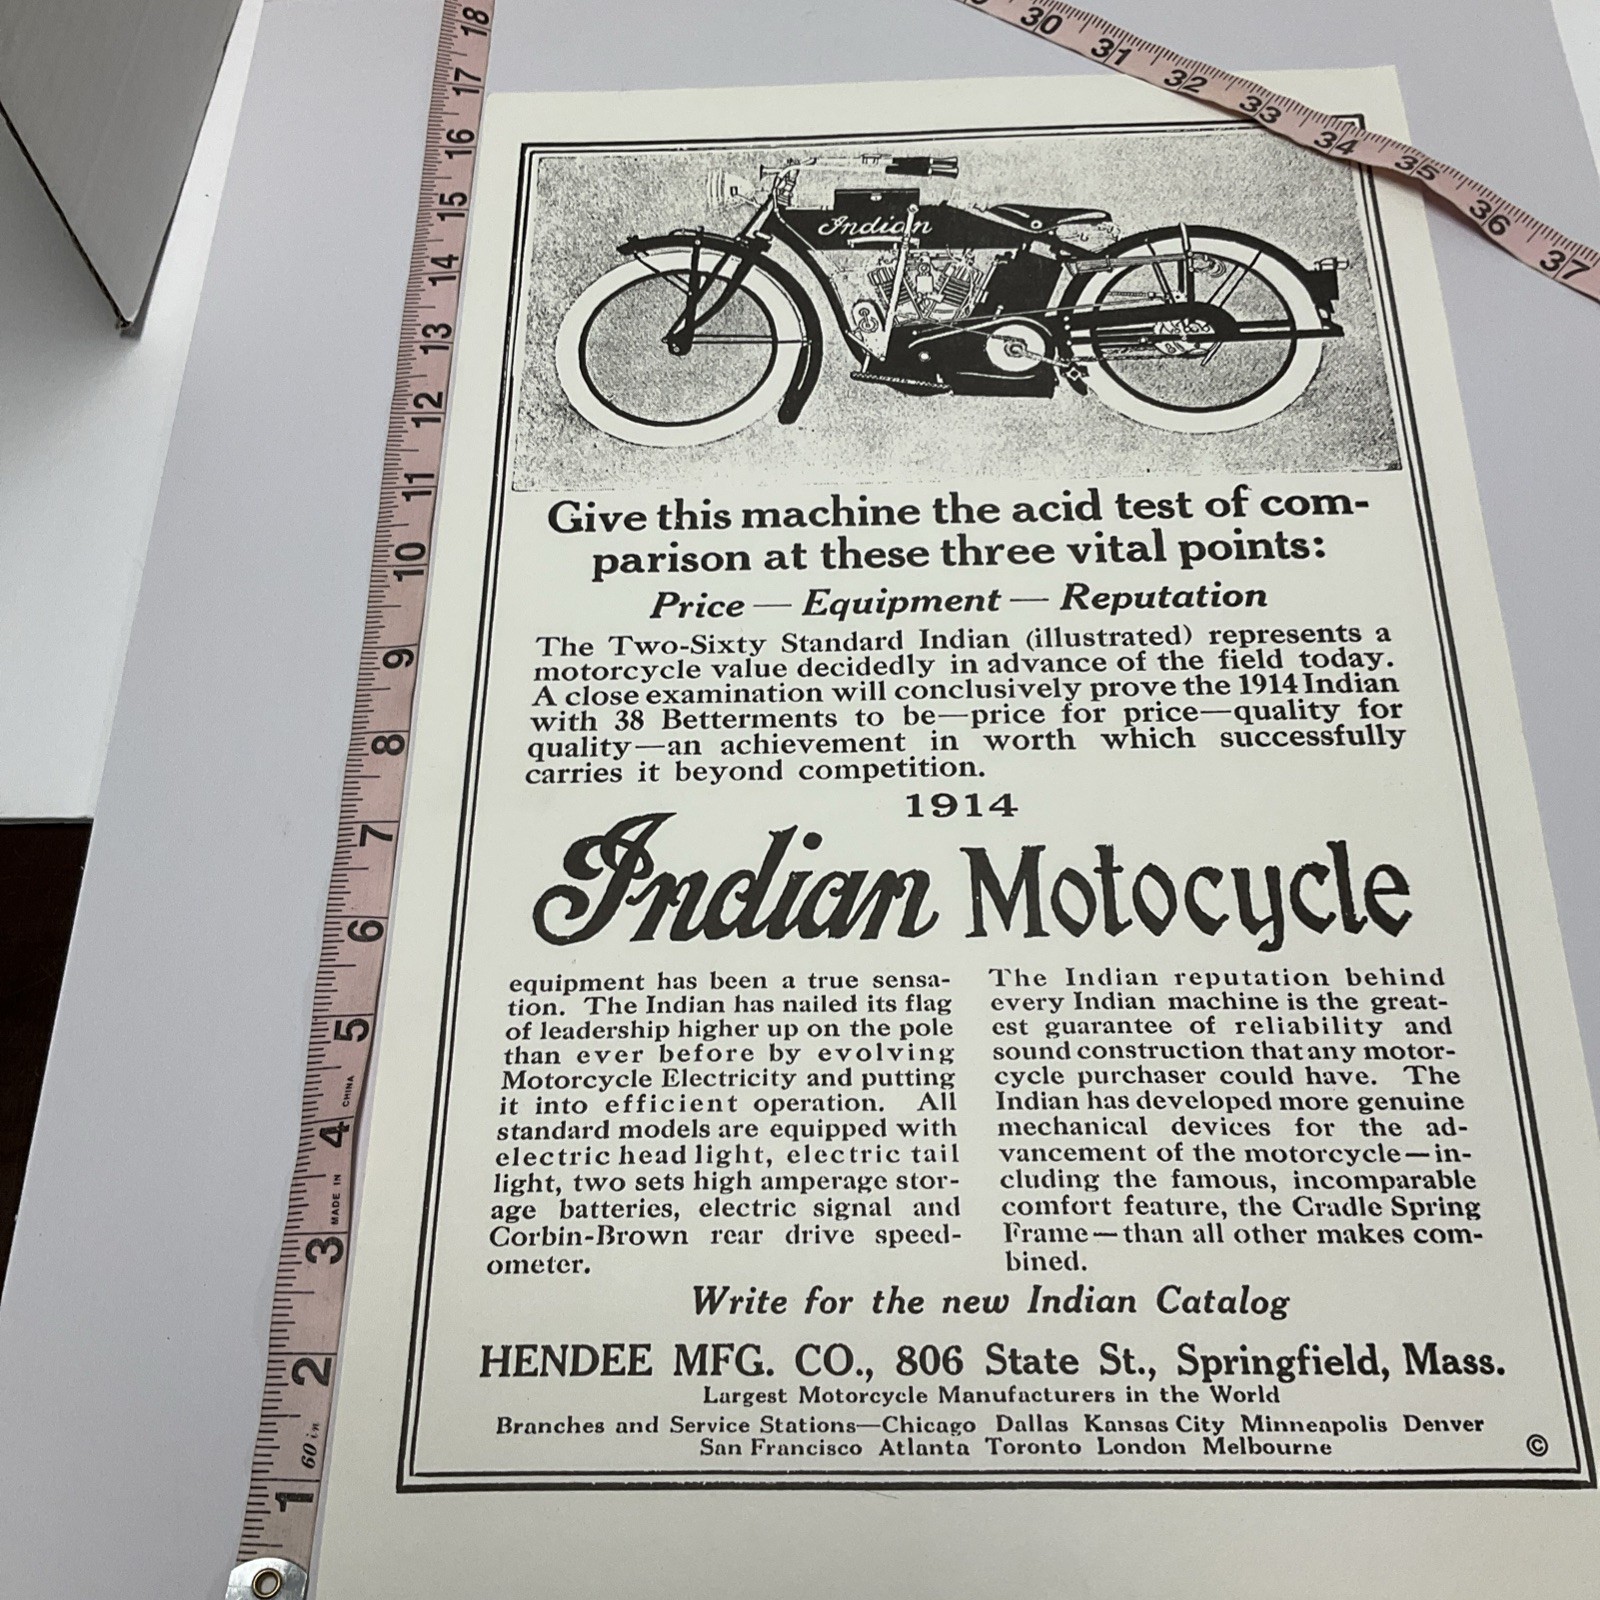 Indian
Give this machine the acid test of com-
parison at these three vital points:
Price — Equipment — Reputation
The Two-Sixty Standard Indian (illustrated) represents a
motorcycle value decidedly in advance of the field today.
A close examination will conclusively prove the 1914 Indian
with 38 Betterments to be—price for price—quality for
quality—an achievement in worth which successfully
carries it beyond competition.
1914
Indian Motocycle
equipment has been a true sensa-
tion. The Indian has nailed its flag
of leadership higher up on the pole
than ever before by evolving
Motorcycle Electricity and putting
it into efficient operation. All
standard models are equipped with
electric head light, electric tail
light, two sets high amperage stor-
age batteries, electric signal and
Corbin-Brown rear drive speed-
ometer.
The Indian reputation behind
every Indian machine is the great-
est guarantee of reliability and
sound construction that any motor-
cycle purchaser could have. The
Indian has developed more genuine
mechanical devices for the ad-
vancement of the motorcycle—in-
cluding the famous, incomparable
comfort feature, the Cradle Spring
Frame—than all other makes com-
bined.
Write for the new Indian Catalog
HENDEE MFG. CO., 806 State St., Springfield, Mass.
Largest Motorcycle Manufacturers in the World
Branches and Service Stations—Chicago Dallas Kansas City Minneapolis Denver
San Francisco Atlanta Toronto London Melbourne
©
18
17
16
15
14
13
12
11
10
9
8
7
6
5
4
3
2
1
MADE IN CHINA
60 in
30
31
32
33
34
35
36
37